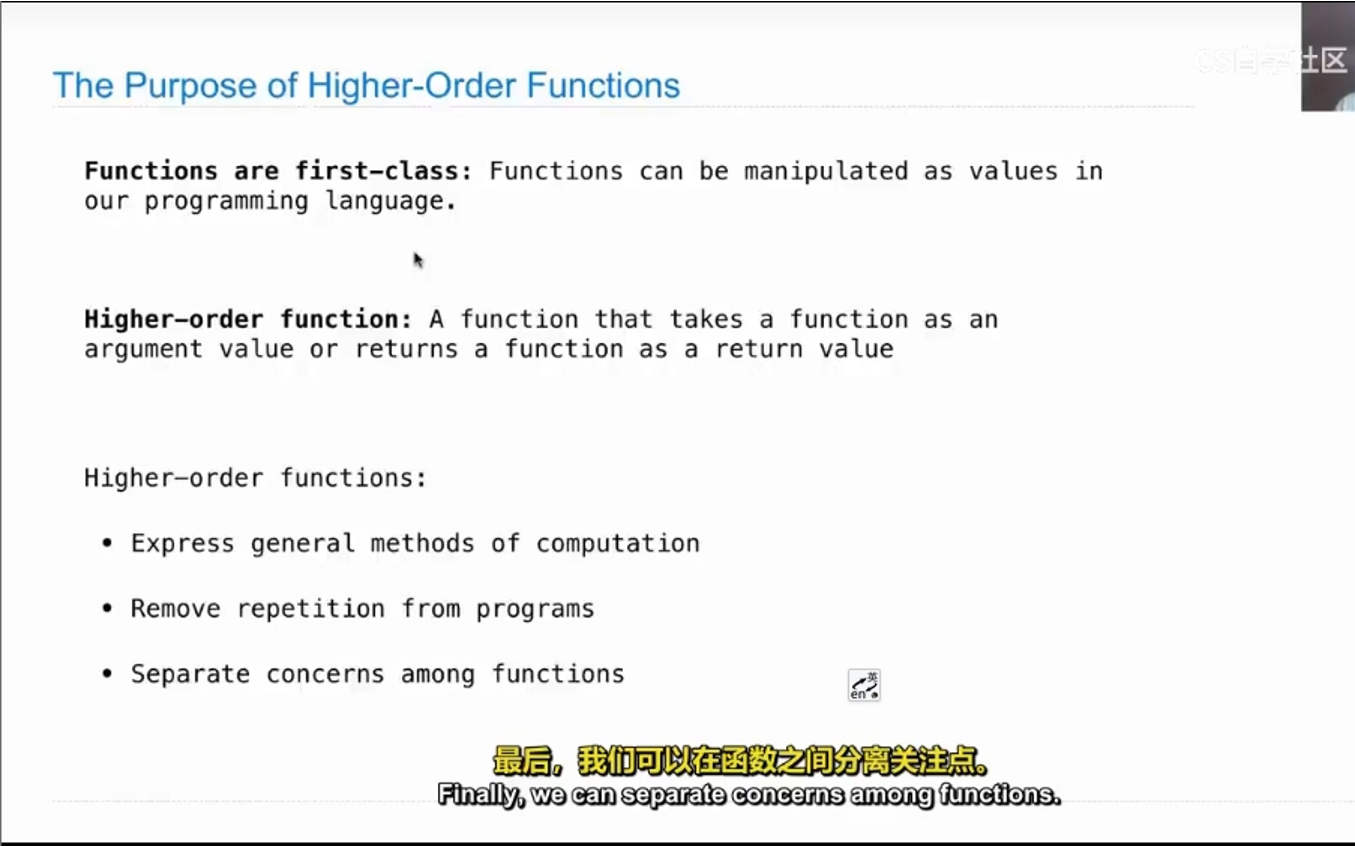 CS自学社区
The Purpose of Higher-Order Functions
Functions are first-class: Functions can be manipulated as values in
our programming language.
Higher-order function: A function that takes a function as an
argument value or returns a function as a return value
Higher-order functions:
• Express general methods of computation
• Remove repetition from programs
• Separate concerns among functions
英
en
最后，我们可以在函数之间分离关注点。
Finally, we can separate concerns among functions.